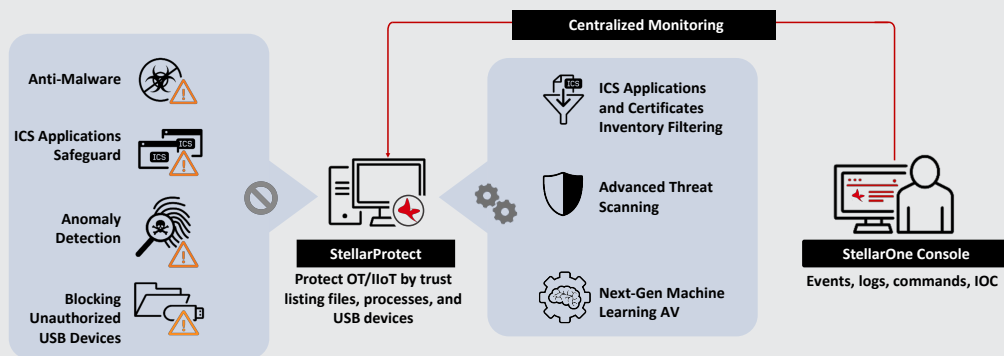 Centralized Monitoring
Anti-Malware
ICS Applications
Safeguard
ICS
ICS
Anomaly
Detection
Blocking
Unauthorized
USB Devices
StellarProtect
Protect OT/IIoT by trust
listing files, processes, and
USB devices
ICS
ICS Applications
and Certificates
Inventory Filtering
Advanced Threat
Scanning
Next-Gen Machine
Learning AV
StellarOne Console
Events, logs, commands, IOC